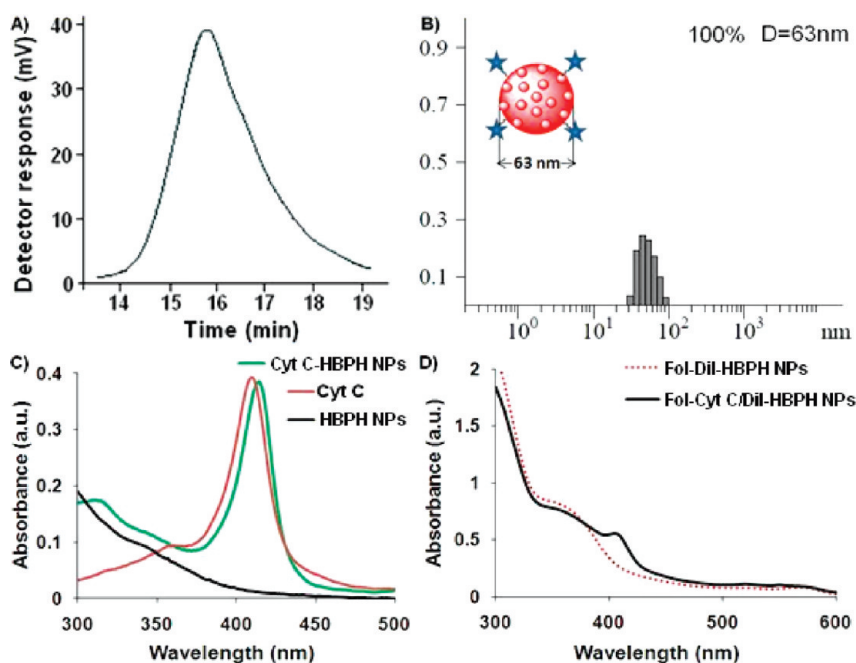 A)
Detector response (mV)
40
30
20
10
0
14 15 16 17 18 19
Time (min)
B)
100% D=63nm
0.9
0.7
0.5
0.3
0.1
63 nm
10⁰ 10¹ 10² 10³ nm
C)
Cyt C-HBPH NPs
Cyt C
HBPH NPs
Absorbance (a.u.)
0.4
0.3
0.2
0.1
0
300 350 400 450 500
Wavelength (nm)
D)
Fol-DiI-HBPH NPs
Fol-Cyt C/DiI-HBPH NPs
Absorbance (a.u.)
2
1.5
1
0.5
0
300 400 500 600
Wavelength (nm)